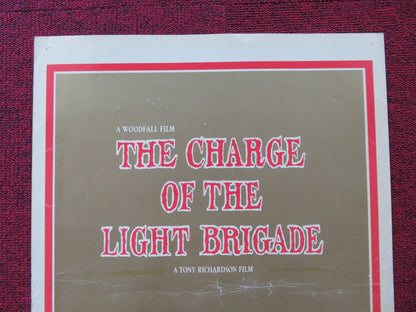 A WOODFALL FILM
THE CHARGE
OF THE
LIGHT BRIGADE
A TONY RICHARDSON FILM